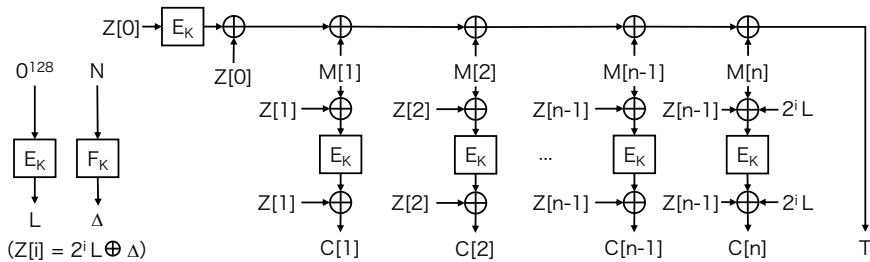 Z[0] E_K
Z[0]
0^128 N M[1] M[2] M[n-1] M[n]
Z[1] Z[2] Z[n-1] Z[n-1] 2^i L
E_K F_K E_K E_K ... E_K E_K
Z[1] Z[2] Z[n-1] Z[n-1] 2^i L
L Δ
(Z[i] = 2^i L⊕ Δ) C[1] C[2] C[n-1] C[n] T